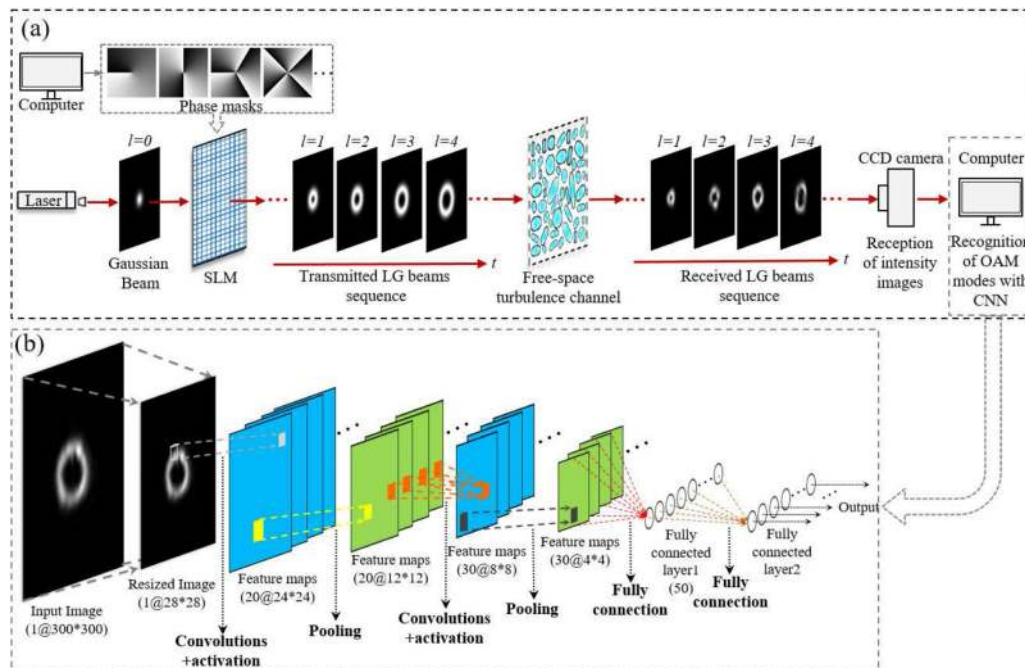 (a)
Computer
Phase masks
l=0
l=1
l=2
l=3
l=4
l=1
l=2
l=3
l=4
CCD camera
Computer
Laser
Gaussian
Beam
SLM
t
Transmitted LG beams
sequence
Free-space
turbulence channel
t
Received LG beams
sequence
Reception
of intensity
images
Recognition
of OAM
modes with
CNN
(b)
Output
Input Image
(1@300*300)
Resized Image
(1@28*28)
Feature maps
(20@24*24)
Feature maps
(20@12*12)
Feature maps
(30@8*8)
Feature maps
(30@4*4)
Fully
connected
layer1
(50)
Fully
connected
layer2
Convolutions
+activation
Pooling
Convolutions
+activation
Pooling
Fully
connection
Fully
connection